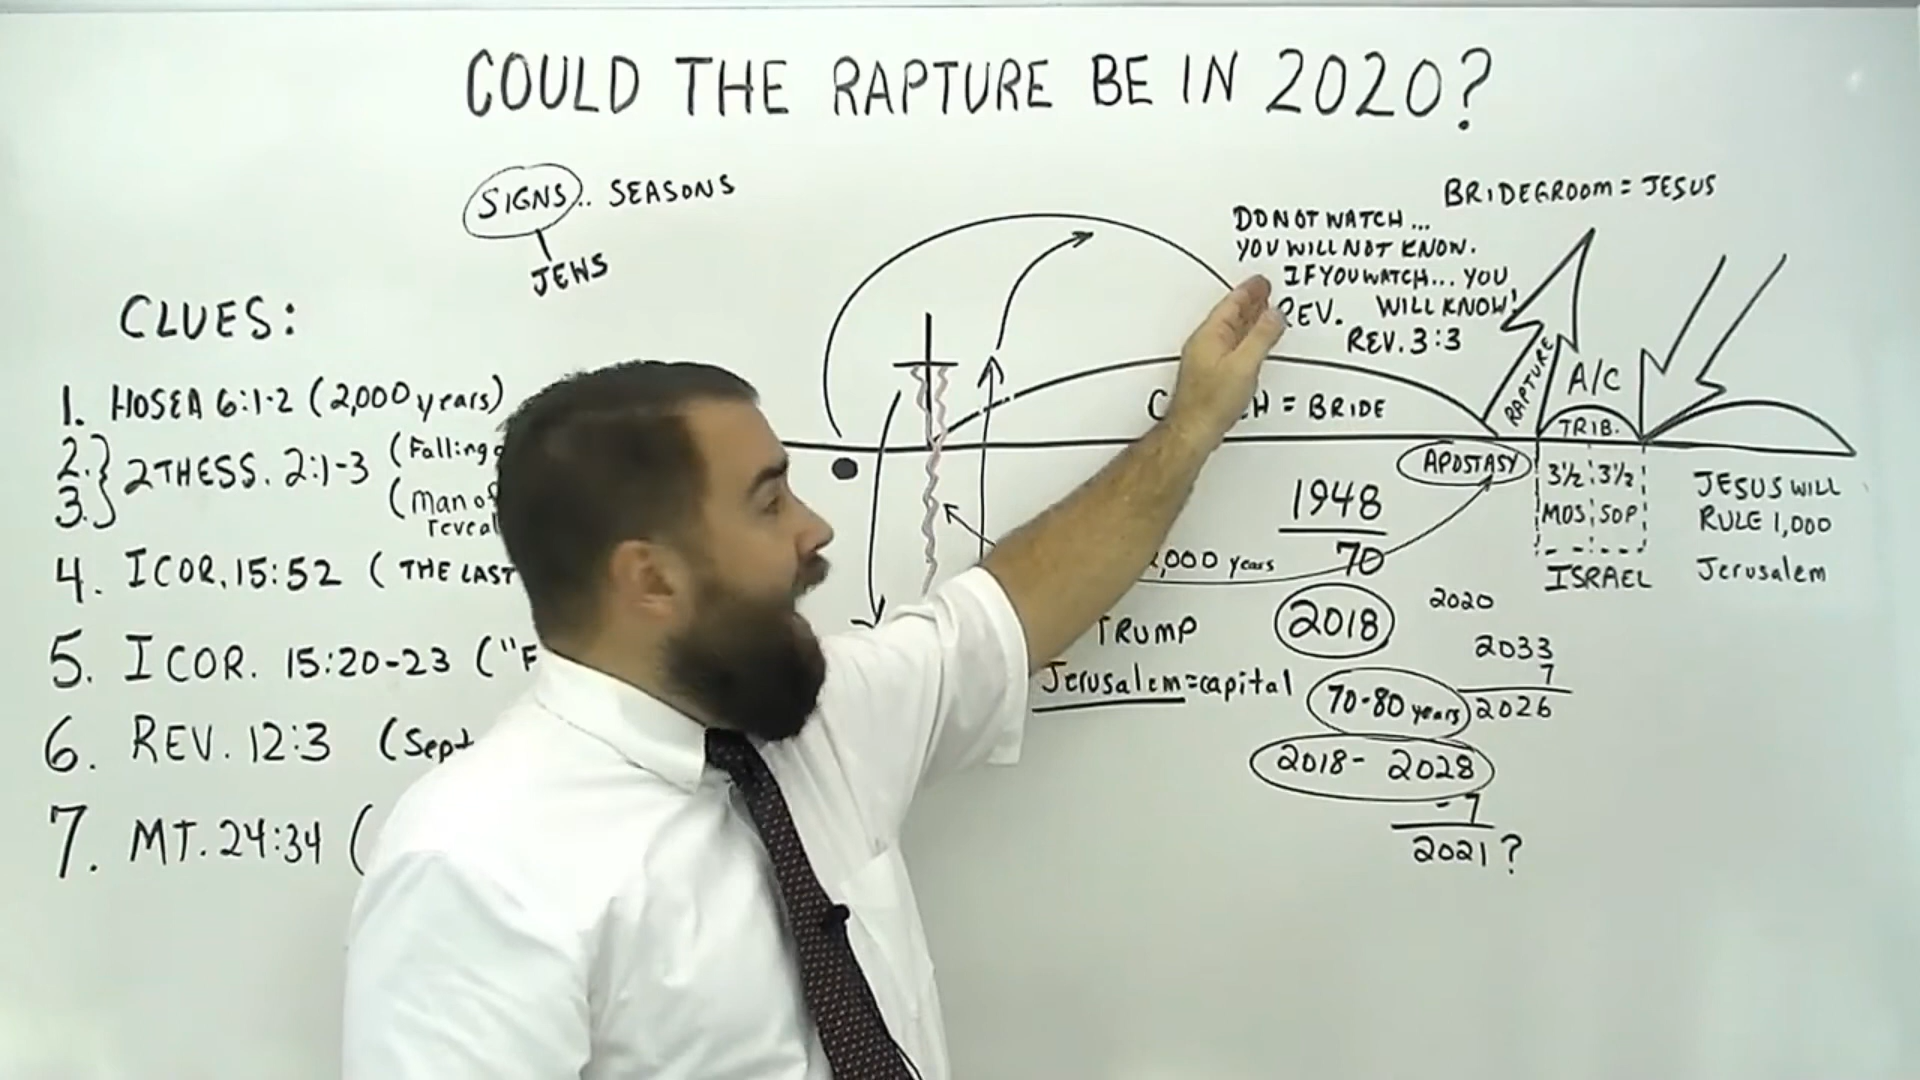 COULD THE RAPTURE BE IN 2020?
SIGNS.. SEASONS
JEWS
CLUES:
1. HOSEA 6:1-2 (2,000 years)
2.} 2 THESS. 2:1-3 (Falling
3.} (Man of
4. I COR. 15:52 (THE LAST
5. I COR. 15:20-23 ("F
6. REV. 12:3 (Sept
7. MT. 24:34 (
BRIDEGROOM = JESUS
DO NOT WATCH...
YOU WILL NOT KNOW.
IF YOU WATCH... YOU
REV. WILL KNOW!
REV. 3:3
= BRIDE
RAPTURE
A/C
TRIB.
APOSTASY
3½ 3½
MOS SOP
ISRAEL
JESUS WILL
RULE 1,000
Jerusalem
1948
70
,000 years
2018
TRUMP
Jerusalem=capital
2020
2033
7
2026
70-80 years
2018- 2028
-7
2021?